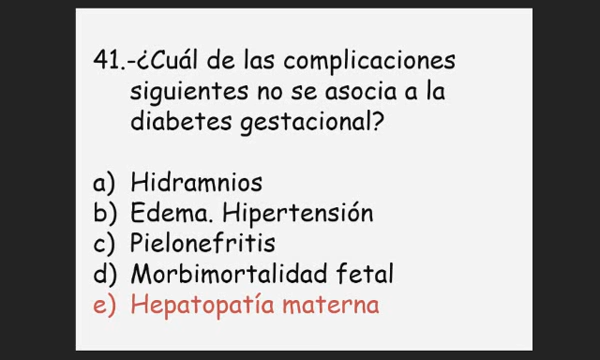 41.-¿Cuál de las complicaciones
siguientes no se asocia a la
diabetes gestacional?
a) Hidramnios
b) Edema. Hipertensión
c) Pielonefritis
d) Morbimortalidad fetal
e) Hepatopatía materna